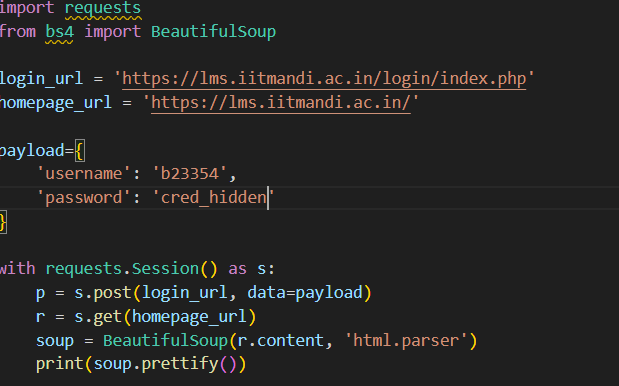 import requests
from bs4 import BeautifulSoup
login_url = 'https://lms.iitmandi.ac.in/login/index.php'
homepage_url = 'https://lms.iitmandi.ac.in/'
payload={
'username': 'b23354',
'password': 'cred_hidden'
}
with requests.Session() as s:
p = s.post(login_url, data=payload)
r = s.get(homepage_url)
soup = BeautifulSoup(r.content, 'html.parser')
print(soup.prettify())